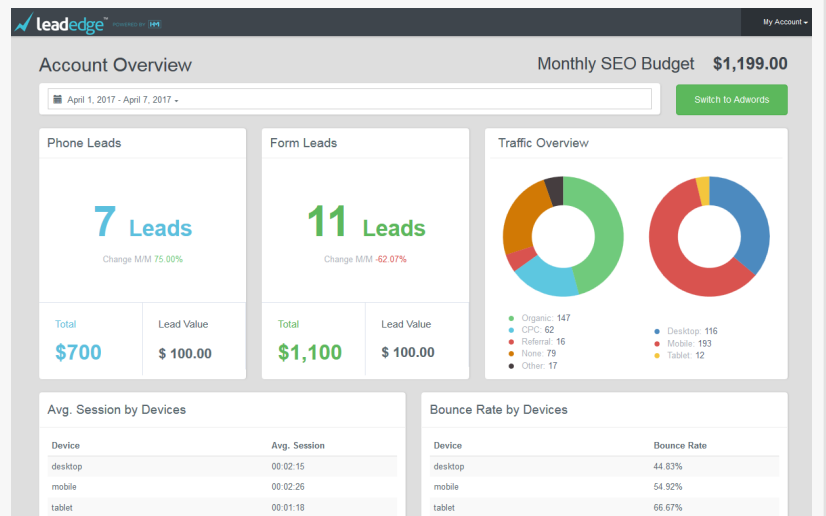 leadedge™ POWERED BY HM
My Account
Account Overview
Monthly SEO Budget $1,199.00
April 1, 2017 - April 7, 2017
Switch to Adwords
Phone Leads
7 Leads
Change M/M 75.00%
Total
$700
Lead Value
$ 100.00
Form Leads
11 Leads
Change M/M -62.07%
Total
$1,100
Lead Value
$ 100.00
Traffic Overview
Organic: 147
CPC: 62
Referral: 16
None: 79
Other: 17
Desktop: 116
Mobile: 193
Tablet: 12
Avg. Session by Devices
Device Avg. Session
desktop 00:02:15
mobile 00:02:26
tablet 00:01:18
Bounce Rate by Devices
Device Bounce Rate
desktop 44.83%
mobile 54.92%
tablet 66.67%